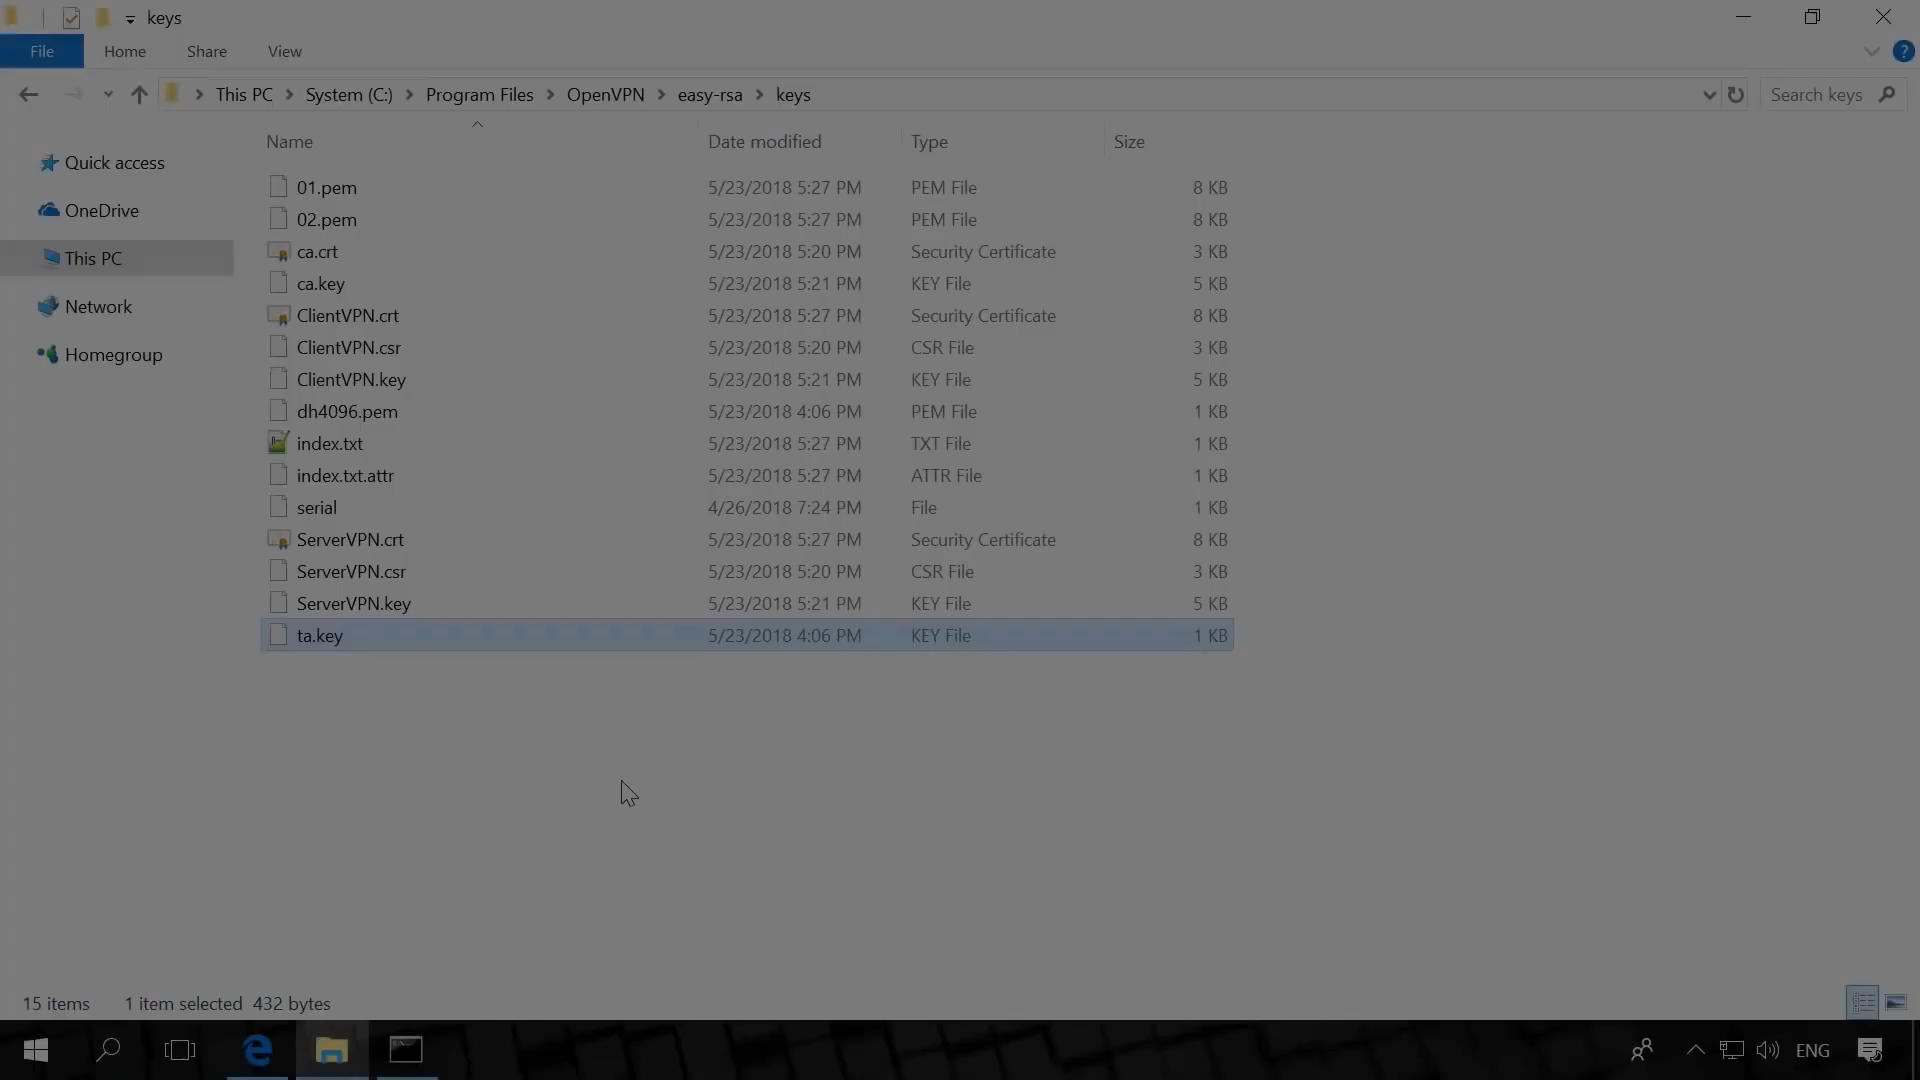 keys
File Home Share View
This PC System (C:) Program Files OpenVPN easy-rsa keys Search keys
Name Date modified Type Size
Quick access
OneDrive
This PC
Network
Homegroup
01.pem 5/23/2018 5:27 PM PEM File 8 KB
02.pem 5/23/2018 5:27 PM PEM File 8 KB
ca.crt 5/23/2018 5:20 PM Security Certificate 3 KB
ca.key 5/23/2018 5:21 PM KEY File 5 KB
ClientVPN.crt 5/23/2018 5:27 PM Security Certificate 8 KB
ClientVPN.csr 5/23/2018 5:20 PM CSR File 3 KB
ClientVPN.key 5/23/2018 5:21 PM KEY File 5 KB
dh4096.pem 5/23/2018 4:06 PM PEM File 1 KB
index.txt 5/23/2018 5:27 PM TXT File 1 KB
index.txt.attr 5/23/2018 5:27 PM ATTR File 1 KB
serial 4/26/2018 7:24 PM File 1 KB
ServerVPN.crt 5/23/2018 5:27 PM Security Certificate 8 KB
ServerVPN.csr 5/23/2018 5:20 PM CSR File 3 KB
ServerVPN.key 5/23/2018 5:21 PM KEY File 5 KB
ta.key 5/23/2018 4:06 PM KEY File 1 KB
15 items 1 item selected 432 bytes
ENG